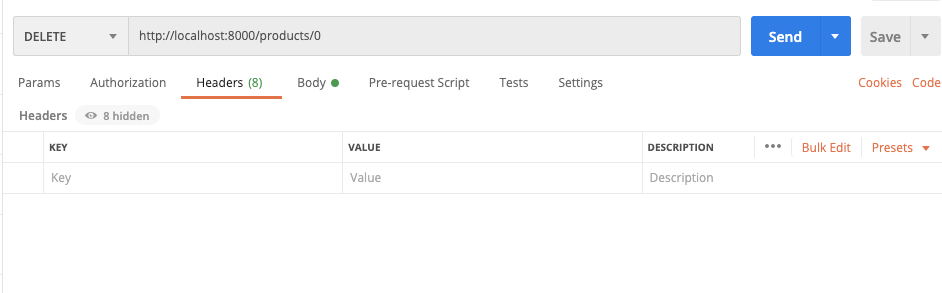 DELETE http://localhost:8000/products/0 Send Save
Params Authorization Headers (8) Body Pre-request Script Tests Settings Cookies Code
Headers 8 hidden
KEY VALUE DESCRIPTION ••• Bulk Edit Presets
Key Value Description